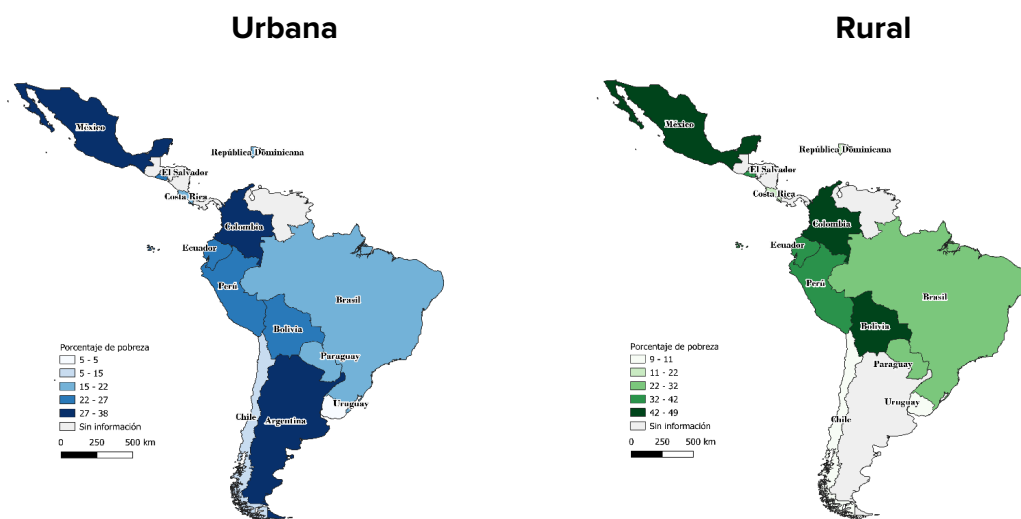 Urbana
México
República Dominicana
El Salvador
Costa Rica
Colombia
Ecuador
Perú
Brasil
Bolivia
Paraguay
Uruguay
Chile
Argentina
Porcentaje de pobreza
5 - 5
5 - 15
15 - 22
22 - 27
27 - 38
Sin información
0 250 500 km
Rural
México
República Dominicana
El Salvador
Costa Rica
Colombia
Ecuador
Perú
Brasil
Bolivia
Paraguay
Uruguay
Chile
Porcentaje de pobreza
9 - 11
11 - 22
22 - 32
32 - 42
42 - 49
Sin información
0 250 500 km